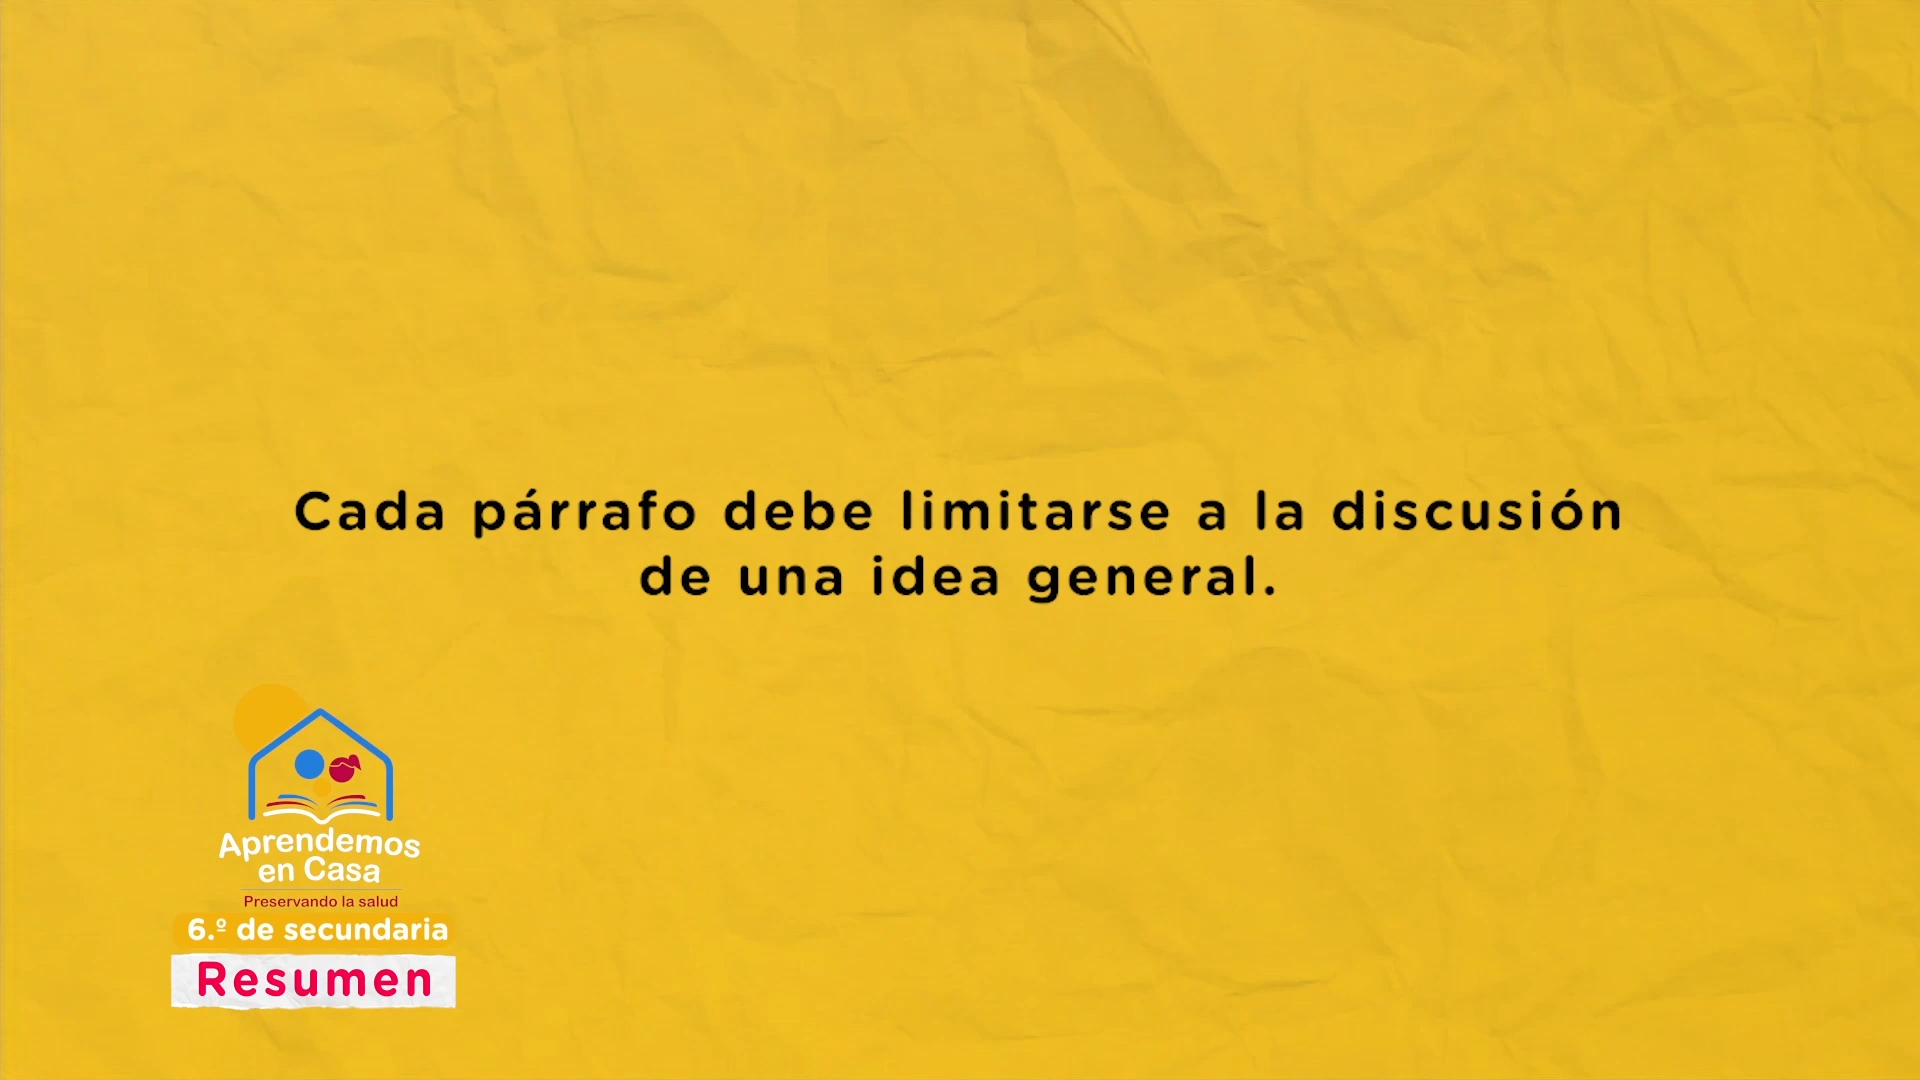 Cada párrafo debe limitarse a la discusión
de una idea general.
Aprendemos
en Casa
Preservando la salud
6.º de secundaria
Resumen